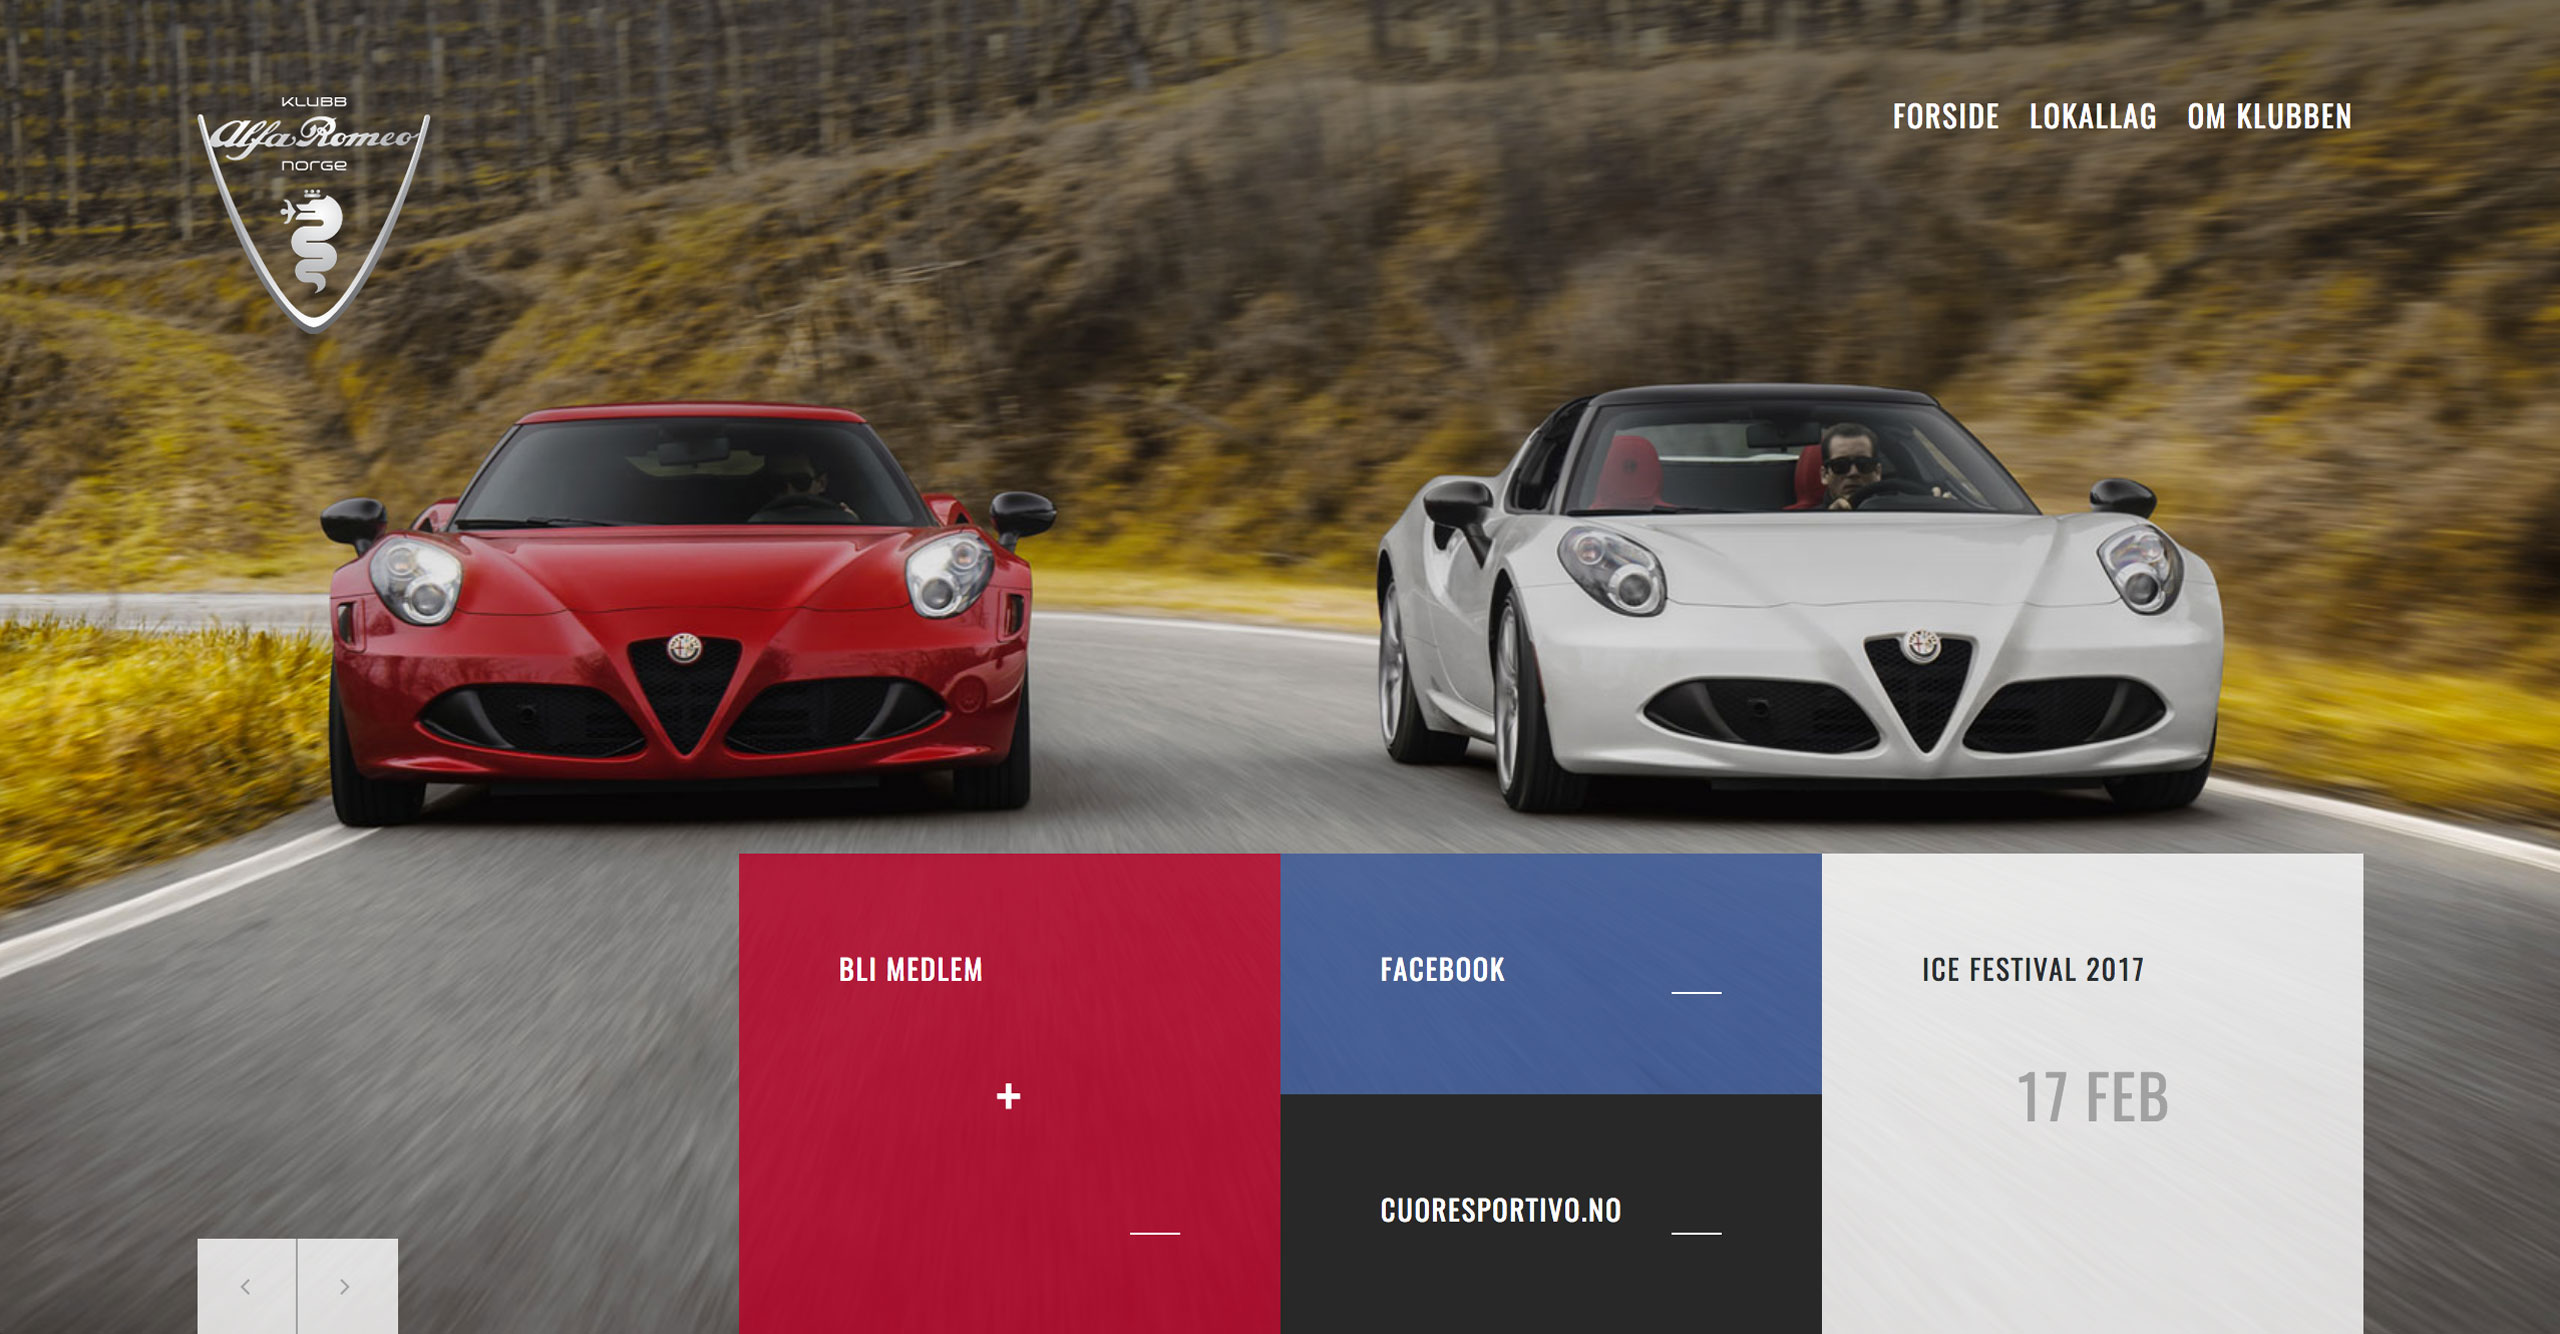 KLUBB
Alfa Romeo
norge
FORSIDE LOKALLAG OM KLUBBEN
BLI MEDLEM
+
FACEBOOK
CUORESPORTIVO.NO
ICE FESTIVAL 2017
17 FEB